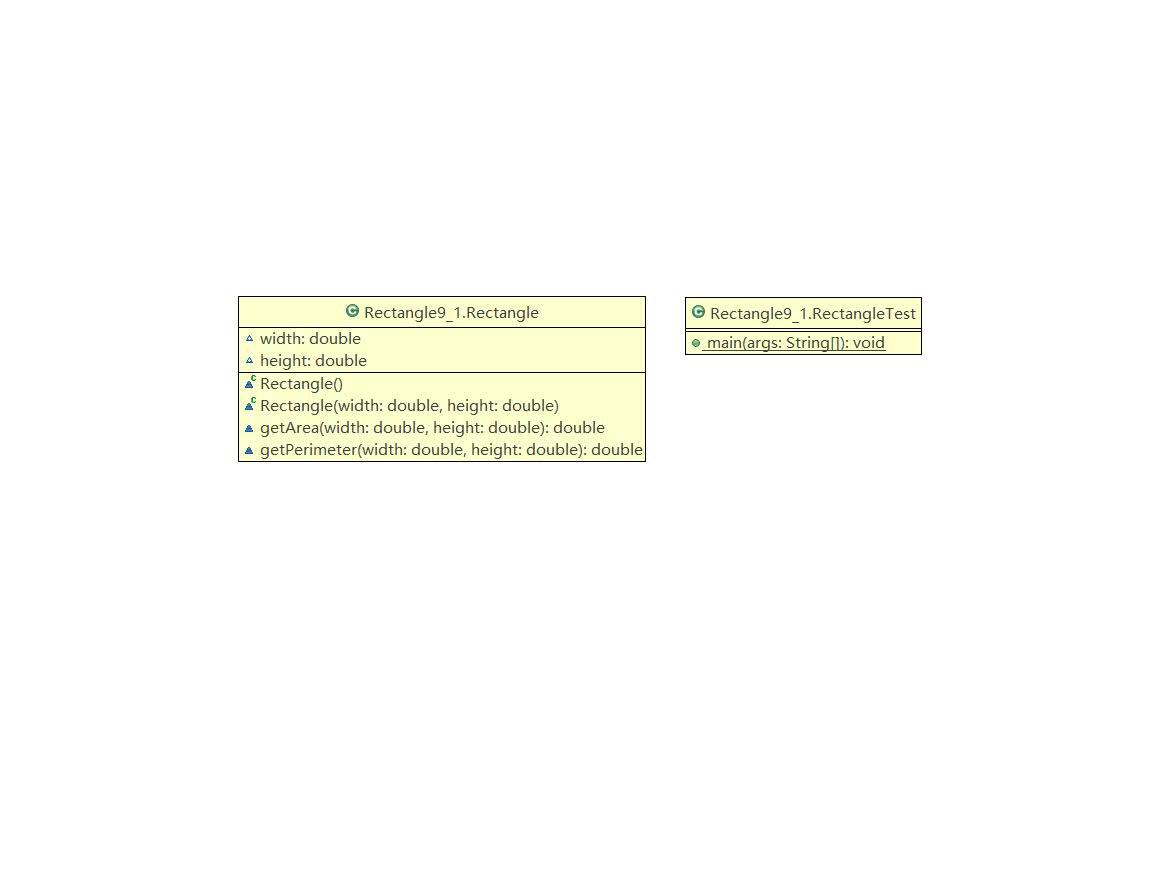 Rectangle9_1.Rectangle
width: double
height: double
Rectangle()
Rectangle(width: double, height: double)
getArea(width: double, height: double): double
getPerimeter(width: double, height: double): double
Rectangle9_1.RectangleTest
main(args: String[]): void